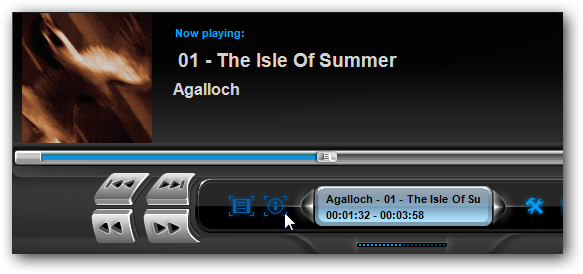 Now playing:
01 - The Isle Of Summer
Agalloch
Agalloch - 01 - The Isle Of Su
00:01:32 - 00:03:58